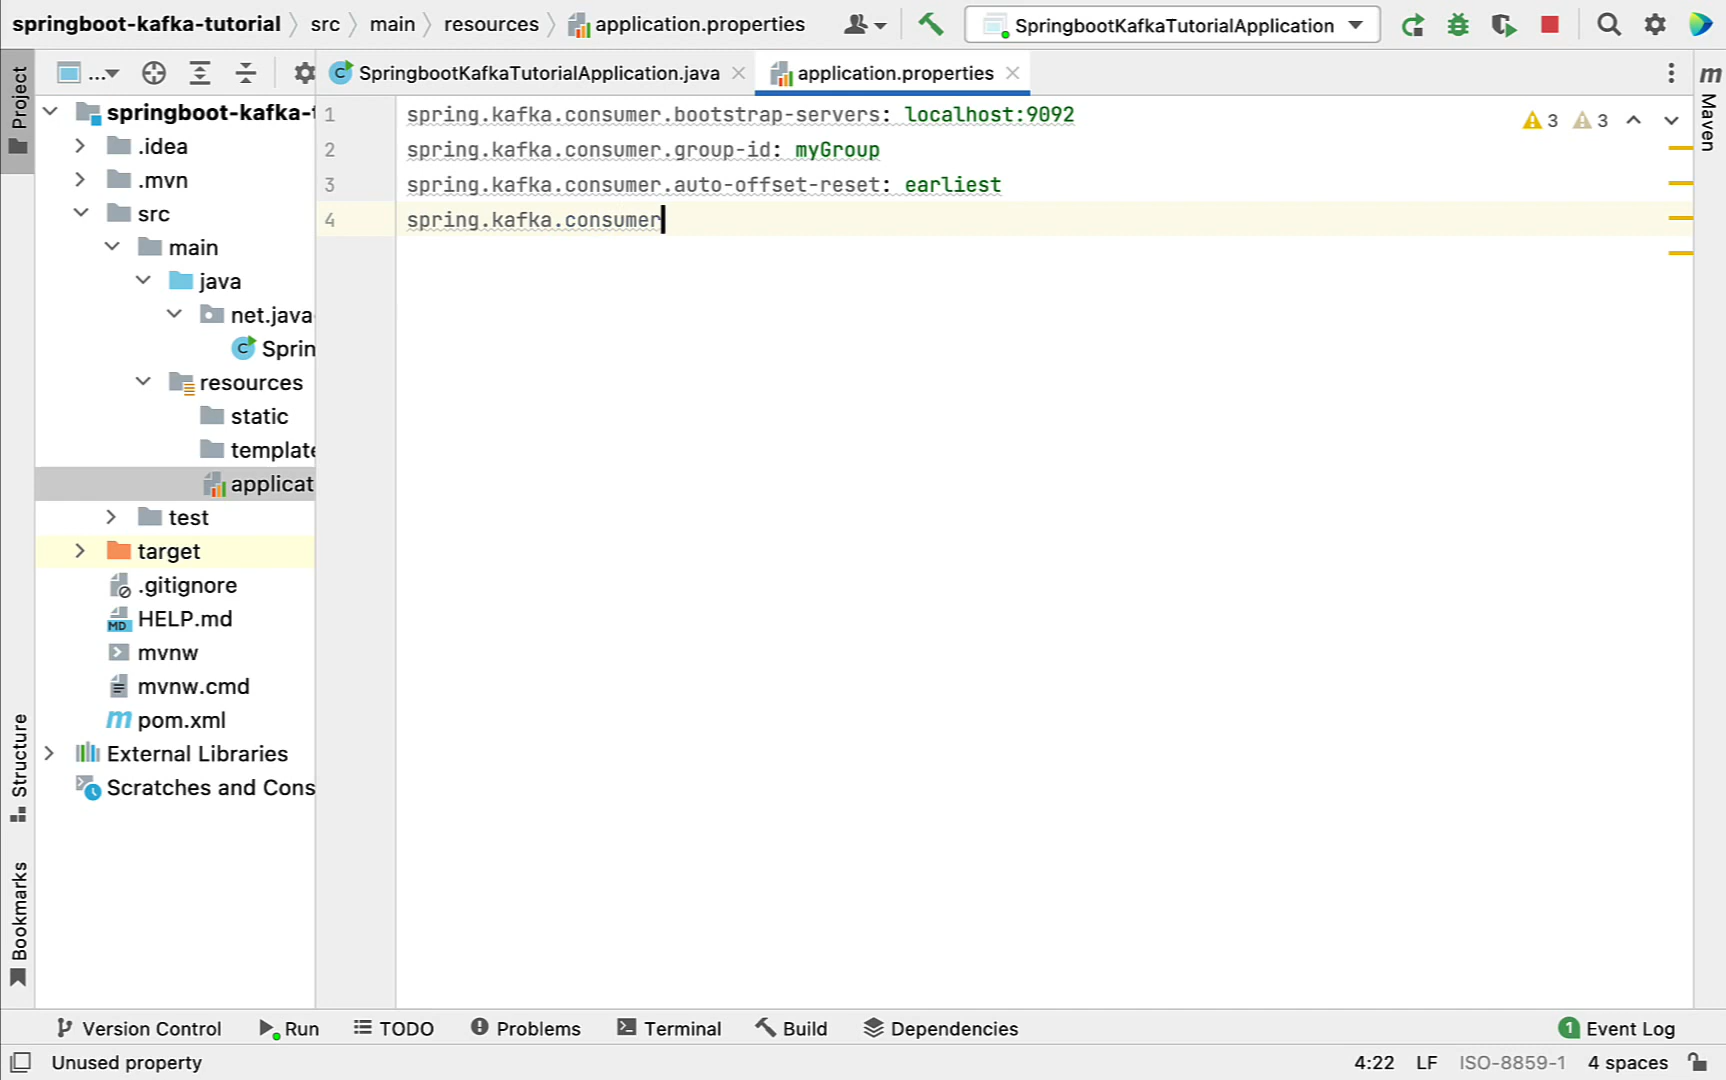 springboot-kafka-tutorial src main resources application.properties SpringbootKafkaTutorialApplication
... SpringbootKafkaTutorialApplication.java application.properties
Project
Maven
springboot-kafka-t
.idea
.mvn
src
main
java
net.java
Sprin
resources
static
template
applicat
test
target
.gitignore
HELP.md
mvnw
mvnw.cmd
pom.xml
External Libraries
Scratches and Cons
1 spring.kafka.consumer.bootstrap-servers: localhost:9092
2 spring.kafka.consumer.group-id: myGroup
3 spring.kafka.consumer.auto-offset-reset: earliest
4 spring.kafka.consumer
3 3
Structure
Bookmarks
Version Control Run TODO Problems Terminal Build Dependencies 1 Event Log
Unused property 4:22 LF ISO-8859-1 4 spaces